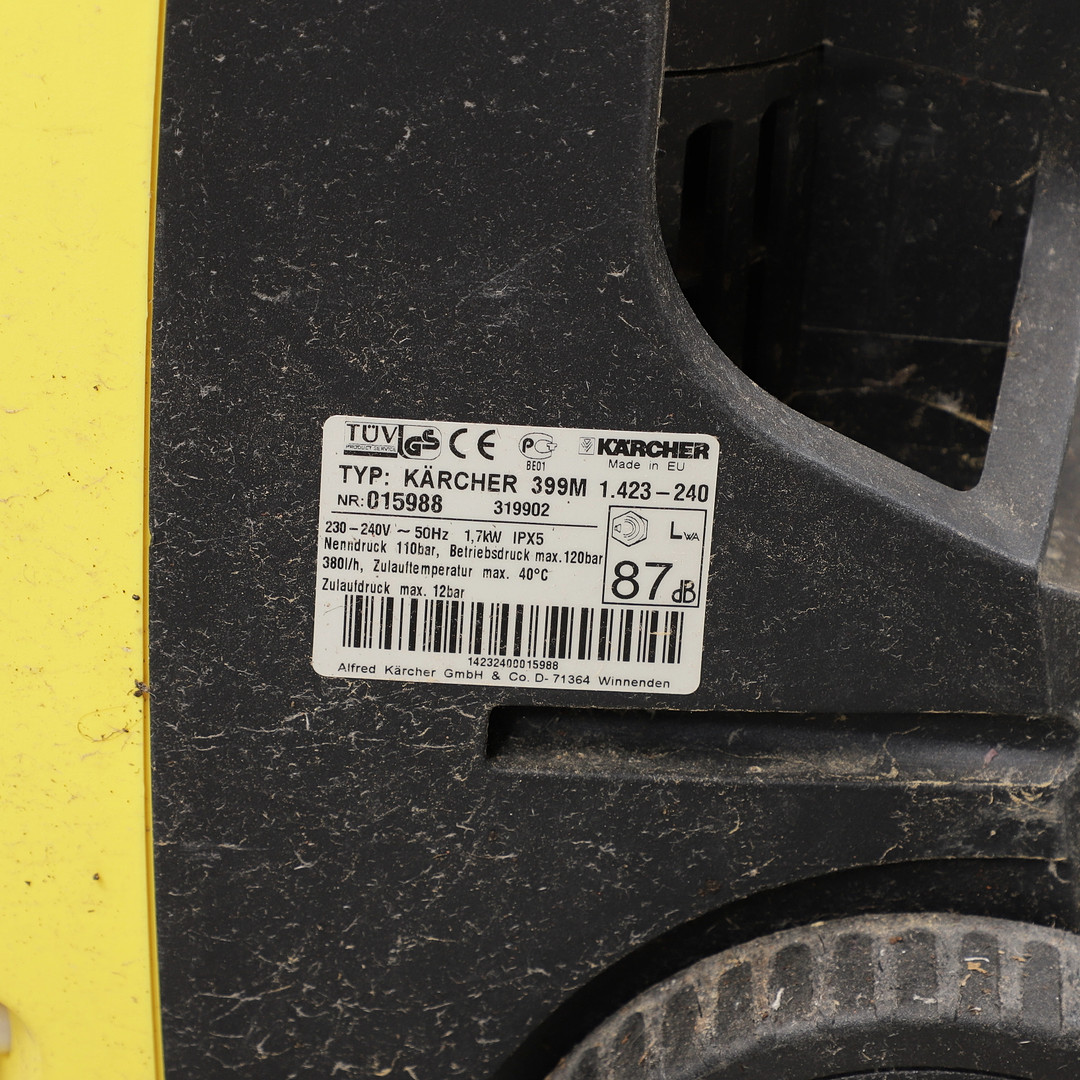 TÜV GS CE PG KÄRCHER
PRODUCT SERVICE BE01 Made in EU
TYP: KÄRCHER 399M 1.423-240
NR: 015988 319902
230-240V ~ 50Hz 1,7kW IPX5
Nenndruck 110bar, Betriebsdruck max.120bar
380l/h, Zulauftemperatur max. 40°C
Zulaufdruck max. 12bar
LWA
87 dB
14232400015988
Alfred Kärcher GmbH & Co. D-71364 Winnenden